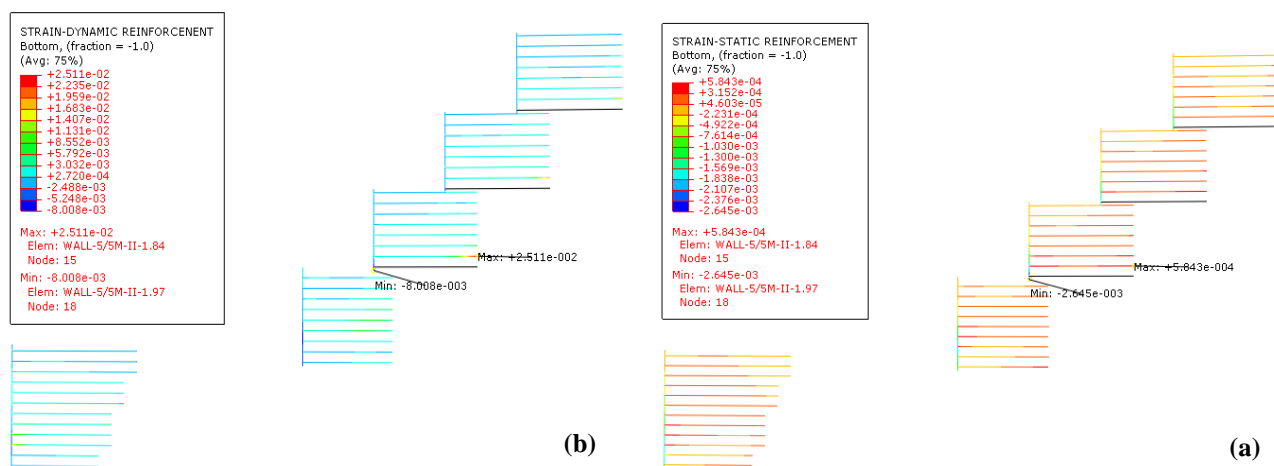 STRAIN-DYNAMIC REINFORCENENT
Bottom, (fraction = -1.0)
(Avg: 75%)
+2.511e-02
+2.235e-02
+1.959e-02
+1.683e-02
+1.407e-02
+1.131e-02
+8.552e-03
+5.792e-03
+3.032e-03
+2.720e-04
-2.488e-03
-5.248e-03
-8.008e-03
Max: +2.511e-02
Elem: WALL-5/5M-II-1.84
Node: 15
Min: -8.008e-03
Elem: WALL-5/5M-II-1.97
Node: 18
Max: +2.511e-002
Min: -8.008e-003
(b)
STRAIN-STATIC REINFORCEMENT
Bottom, (fraction = -1.0)
(Avg: 75%)
+5.843e-04
+3.152e-04
+4.603e-05
-2.231e-04
-4.922e-04
-7.614e-04
-1.030e-03
-1.300e-03
-1.569e-03
-1.838e-03
-2.107e-03
-2.376e-03
-2.645e-03
Max: +5.843e-04
Elem: WALL-5/5M-II-1.84
Node: 15
Min: -2.645e-03
Elem: WALL-5/5M-II-1.97
Node: 18
Max: +5.843e-004
Min: -2.645e-003
(a)